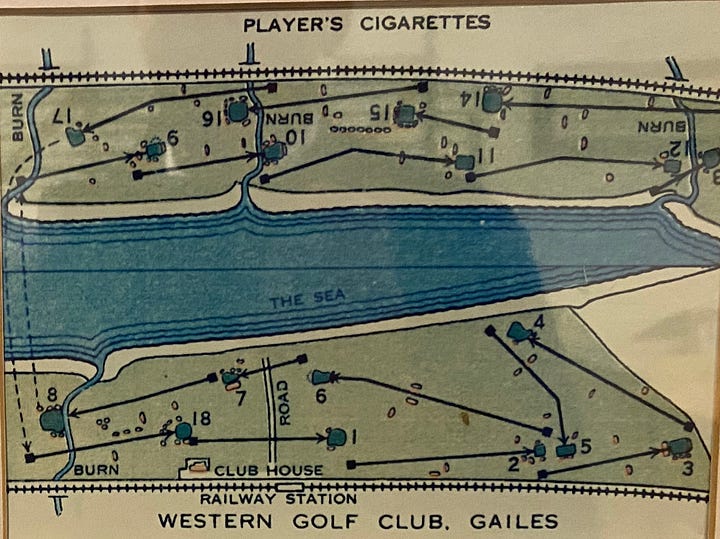 PLAYER'S CIGARETTES
BURN
17
16
BURN
15
14
BURN
9
10
11
12
THE SEA
4
8
7
ROAD
6
18
1
2
5
3
BURN
CLUB HOUSE
RAILWAY STATION
WESTERN GOLF CLUB, GAILES